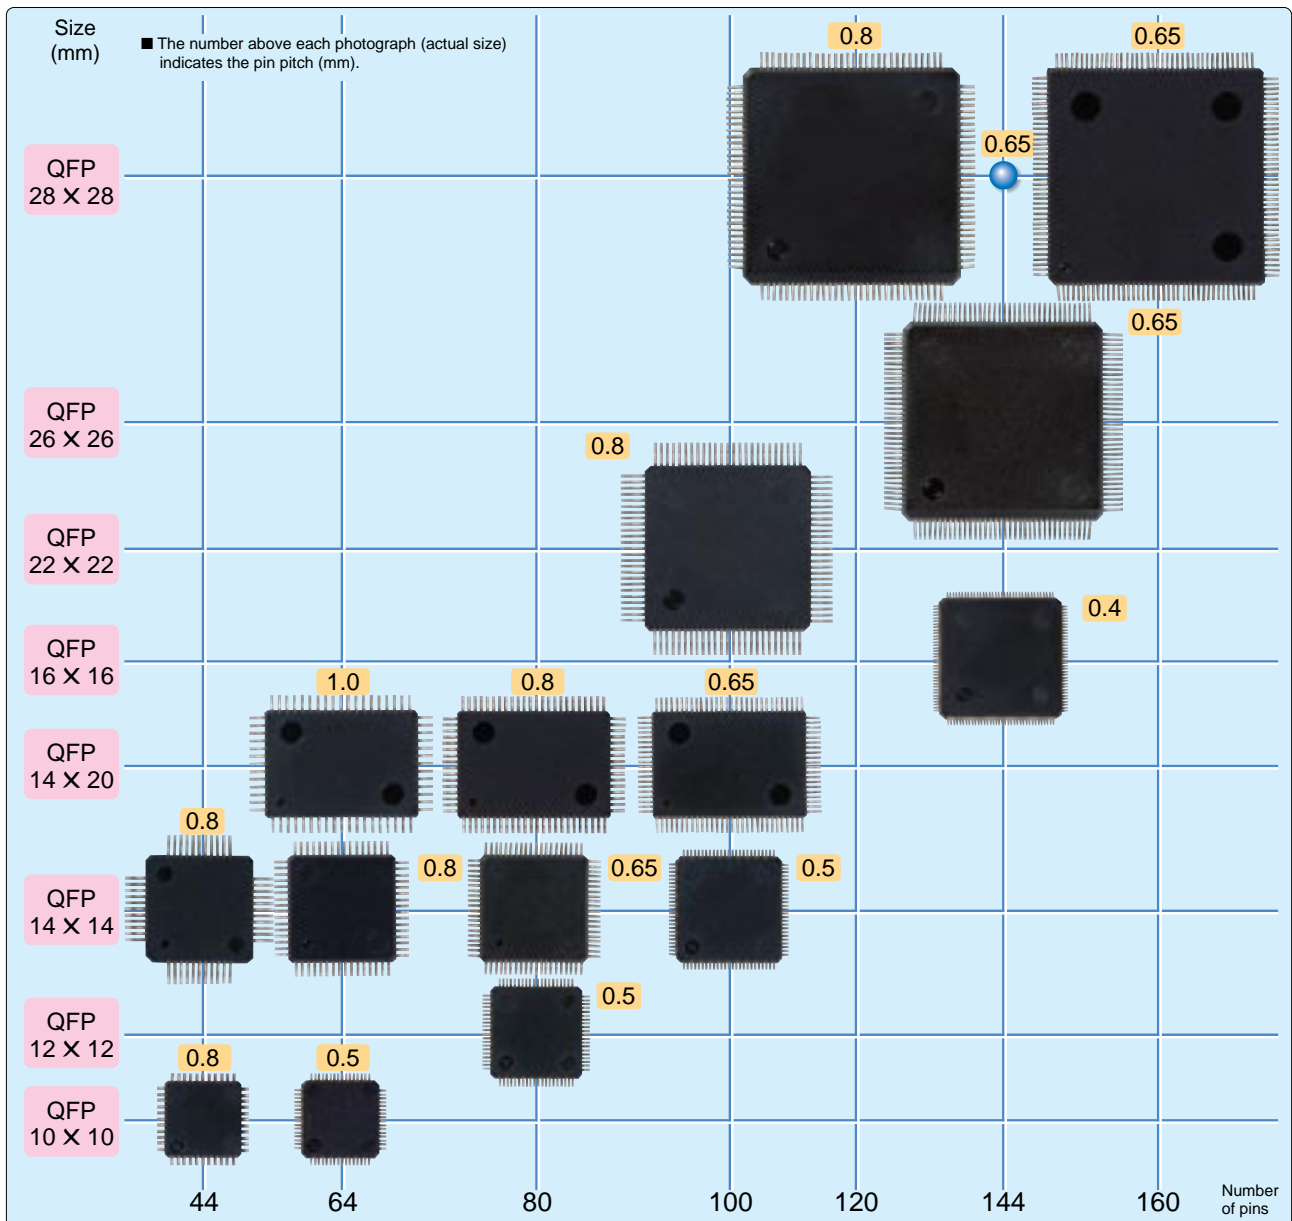 Size
(mm)
■ The number above each photograph (actual size)
indicates the pin pitch (mm).
0.8
0.65
QFP
28 × 28
0.65
0.65
QFP
26 × 26
0.8
QFP
22 × 22
0.4
QFP
16 × 16
1.0
0.8
0.65
QFP
14 × 20
0.8
0.8
0.65
0.5
QFP
14 × 14
0.5
QFP
12 × 12
0.8
0.5
QFP
10 × 10
44
64
80
100
120
144
160
Number
of pins